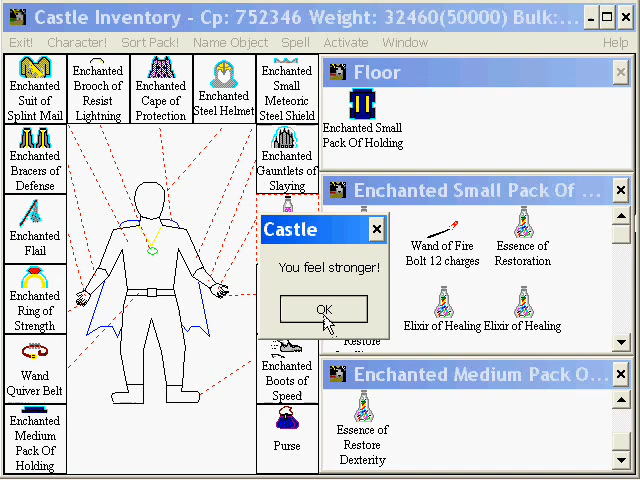 Castle Inventory - Cp: 752346 Weight: 32460(50000) Bulk:...
Exit! Character! Sort Pack! Name Object Spell Activate Window Help
Enchanted
Suit of
Splint Mail
Enchanted
Brooch of
Resist
Lightning
Enchanted
Cape of
Protection
Enchanted
Steel Helmet
Enchanted
Small
Meteoric
Steel Shield
Enchanted
Bracers of
Defense
Enchanted
Gauntlets of
Slaying
Enchanted
Flail
Enchanted
Ring of
Strength
Wand
Quiver Belt
Enchanted
Boots of
Speed
Enchanted
Medium
Pack Of
Holding
Purse
Floor
Enchanted Small
Pack Of Holding
Enchanted Small Pack Of ...
Wand of Fire
Bolt 12 charges
Essence of
Restoration
Elixir of Healing
Elixir of Healing
Restore
Castle
You feel stronger!
OK
Enchanted Medium Pack O...
Essence of
Restore
Dexterity